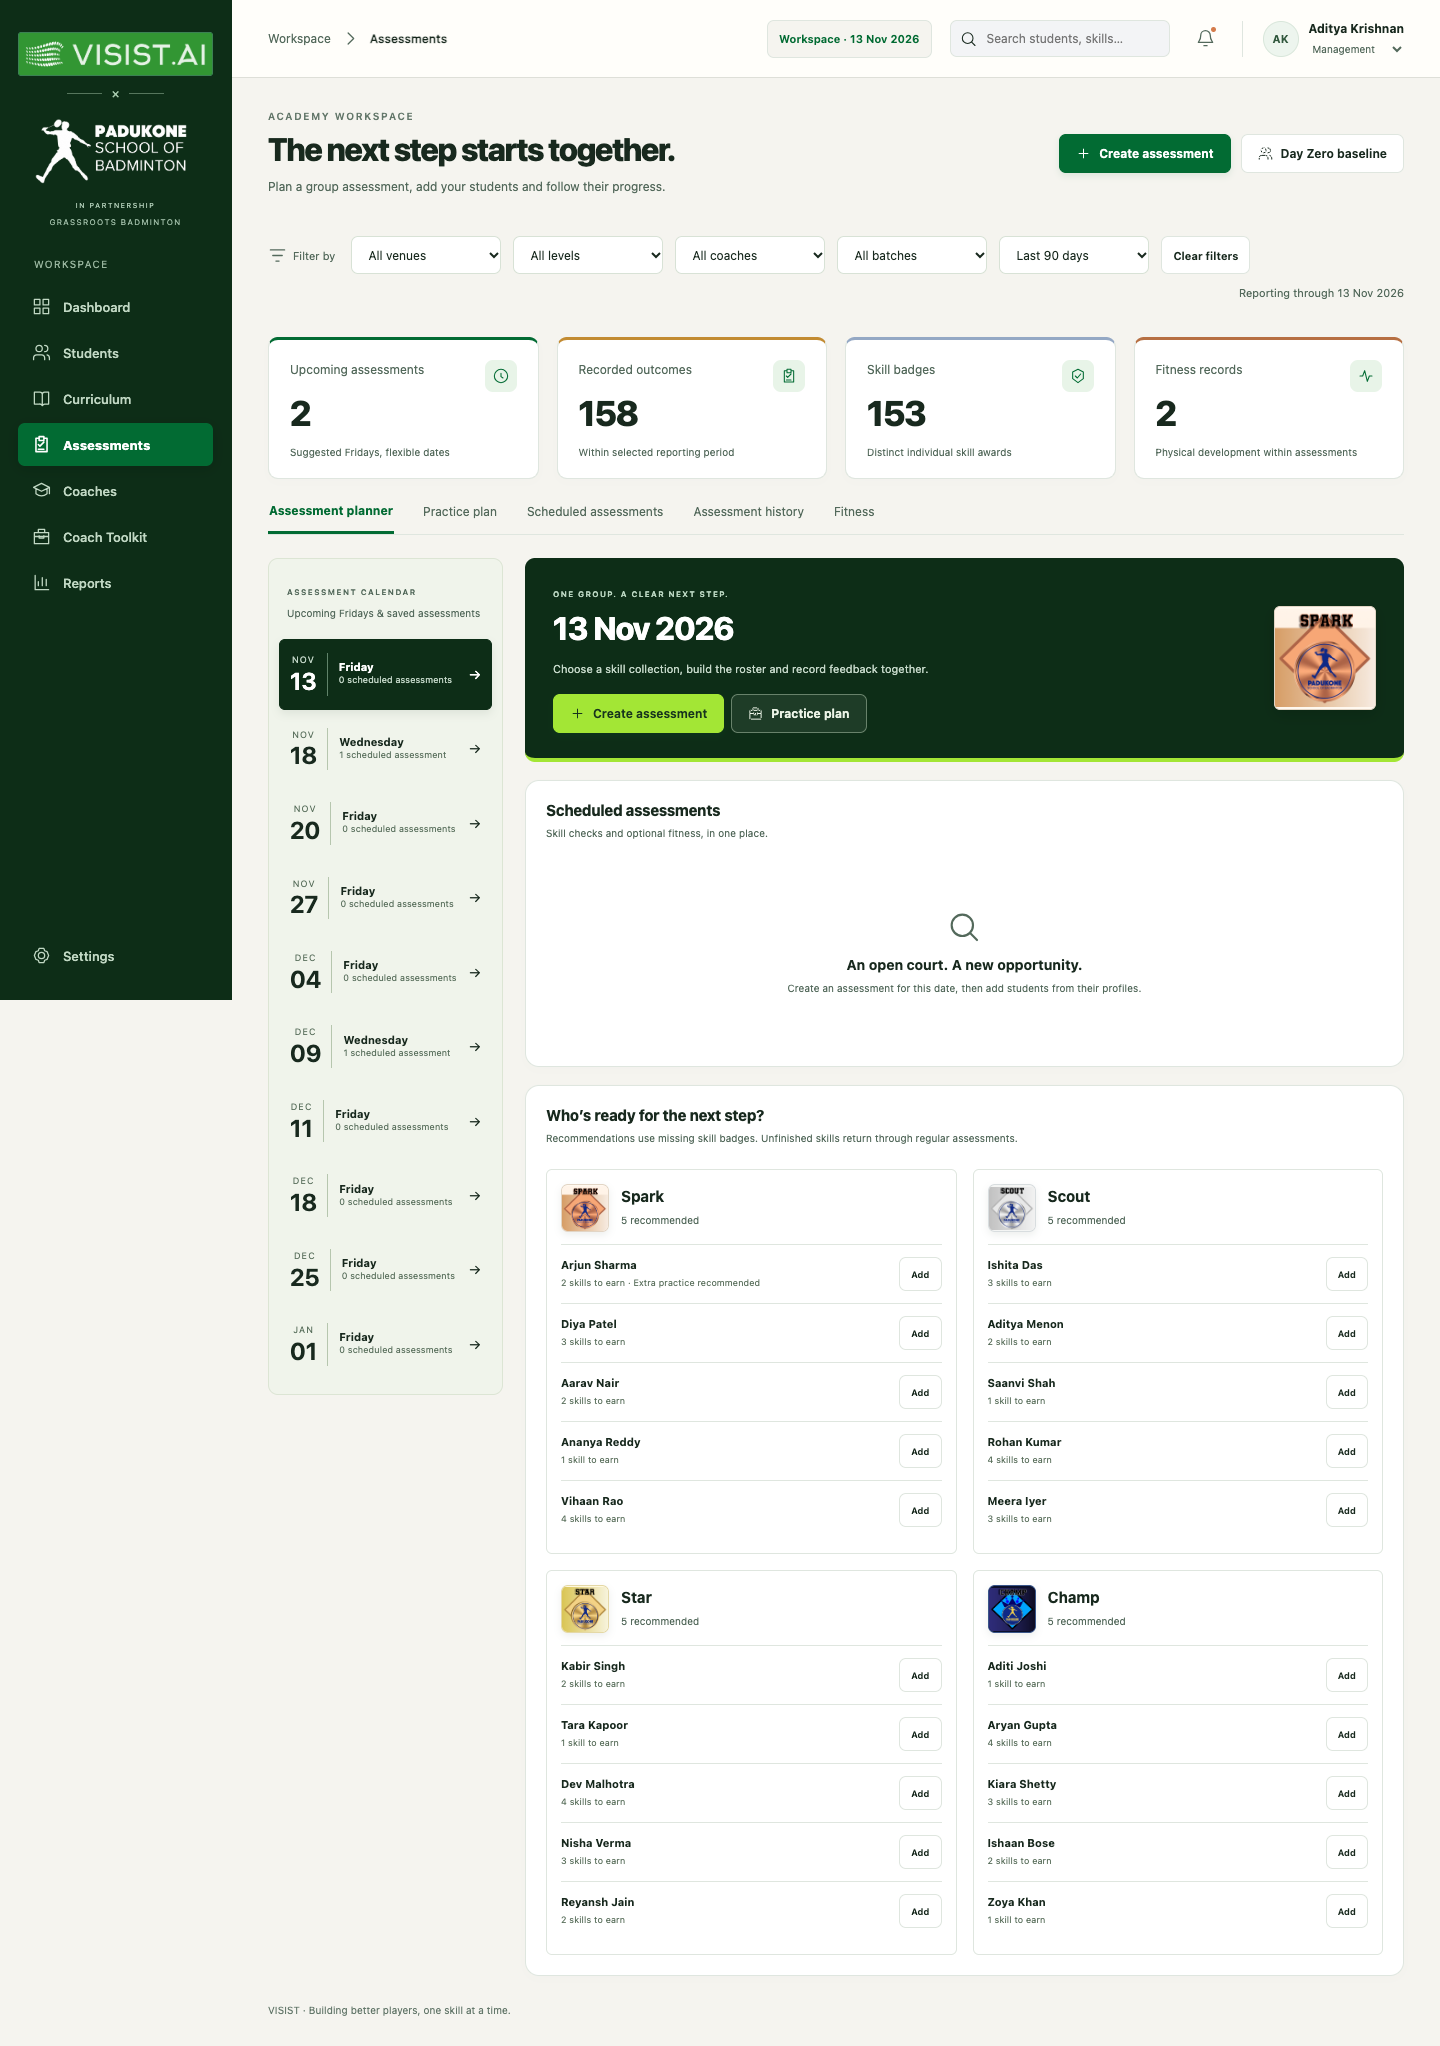 VISIST.AI
×
PADUKONE
SCHOOL OF
BADMINTON
IN PARTNERSHIP
GRASSROOTS BADMINTON
WORKSPACE
Dashboard
Students
Curriculum
Assessments
Coaches
Coach Toolkit
Reports
Settings
Workspace
Assessments
Workspace · 13 Nov 2026
Search students, skills...
AK
Aditya Krishnan
Management
ACADEMY WORKSPACE
The next step starts together.
Plan a group assessment, add your students and follow their progress.
Create assessment
Day Zero baseline
Filter by
All venues
All levels
All coaches
All batches
Last 90 days
Clear filters
Reporting through 13 Nov 2026
Upcoming assessments
2
Suggested Fridays, flexible dates
Recorded outcomes
158
Within selected reporting period
Skill badges
153
Distinct individual skill awards
Fitness records
2
Physical development within assessments
Assessment planner
Practice plan
Scheduled assessments
Assessment history
Fitness
ASSESSMENT CALENDAR
Upcoming Fridays & saved assessments
NOV
13
Friday
0 scheduled assessments
NOV
18
Wednesday
1 scheduled assessment
NOV
20
Friday
0 scheduled assessments
NOV
27
Friday
0 scheduled assessments
DEC
04
Friday
0 scheduled assessments
DEC
09
Wednesday
1 scheduled assessment
DEC
11
Friday
0 scheduled assessments
DEC
18
Friday
0 scheduled assessments
DEC
25
Friday
0 scheduled assessments
JAN
01
Friday
0 scheduled assessments
ONE GROUP. A CLEAR NEXT STEP.
13 Nov 2026
Choose a skill collection, build the roster and record feedback together.
Create assessment
Practice plan
SPARK
PADUKONE
Scheduled assessments
Skill checks and optional fitness, in one place.
An open court. A new opportunity.
Create an assessment for this date, then add students from their profiles.
Who's ready for the next step?
Recommendations use missing skill badges. Unfinished skills return through regular assessments.
SPARK
Spark
5 recommended
Arjun Sharma
2 skills to earn · Extra practice recommended
Add
Diya Patel
3 skills to earn
Add
Aarav Nair
2 skills to earn
Add
Ananya Reddy
1 skill to earn
Add
Vihaan Rao
4 skills to earn
Add
SCOUT
Scout
5 recommended
Ishita Das
3 skills to earn
Add
Aditya Menon
2 skills to earn
Add
Saanvi Shah
1 skill to earn
Add
Rohan Kumar
4 skills to earn
Add
Meera Iyer
3 skills to earn
Add
STAR
Star
5 recommended
Kabir Singh
2 skills to earn
Add
Tara Kapoor
1 skill to earn
Add
Dev Malhotra
4 skills to earn
Add
Nisha Verma
3 skills to earn
Add
Reyansh Jain
2 skills to earn
Add
Champ
5 recommended
Aditi Joshi
1 skill to earn
Add
Aryan Gupta
4 skills to earn
Add
Kiara Shetty
3 skills to earn
Add
Ishaan Bose
2 skills to earn
Add
Zoya Khan
1 skill to earn
Add
VISIST · Building better players, one skill at a time.